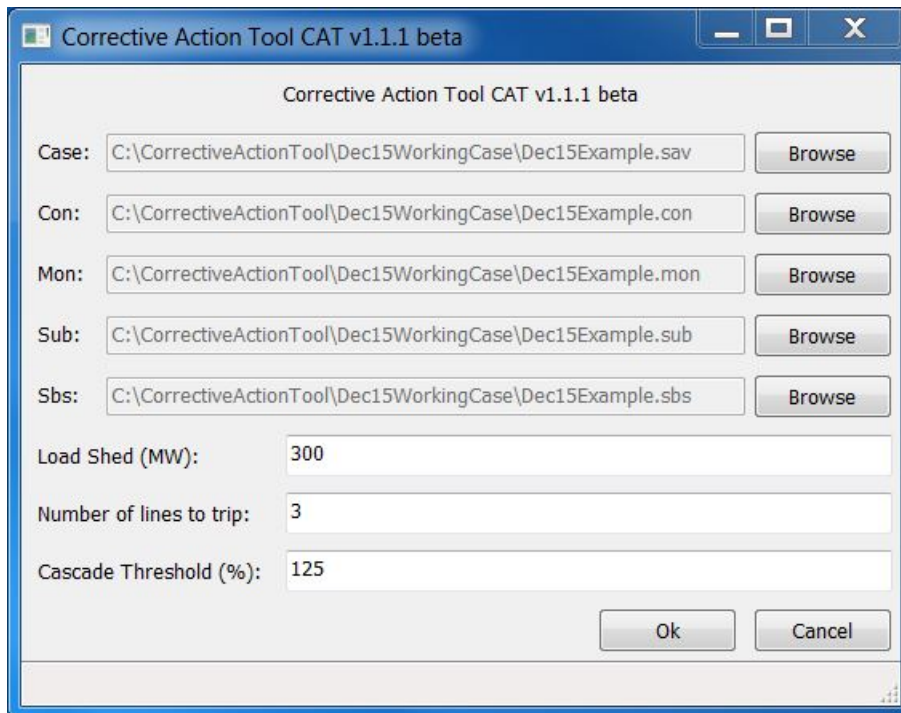 Corrective Action Tool CAT v1.1.1 beta
Corrective Action Tool CAT v1.1.1 beta
Case: C:\CorrectiveActionTool\Dec15WorkingCase\Dec15Example.sav Browse
Con: C:\CorrectiveActionTool\Dec15WorkingCase\Dec15Example.con Browse
Mon: C:\CorrectiveActionTool\Dec15WorkingCase\Dec15Example.mon Browse
Sub: C:\CorrectiveActionTool\Dec15WorkingCase\Dec15Example.sub Browse
Sbs: C:\CorrectiveActionTool\Dec15WorkingCase\Dec15Example.sbs Browse
Load Shed (MW): 300
Number of lines to trip: 3
Cascade Threshold (%): 125
Ok Cancel